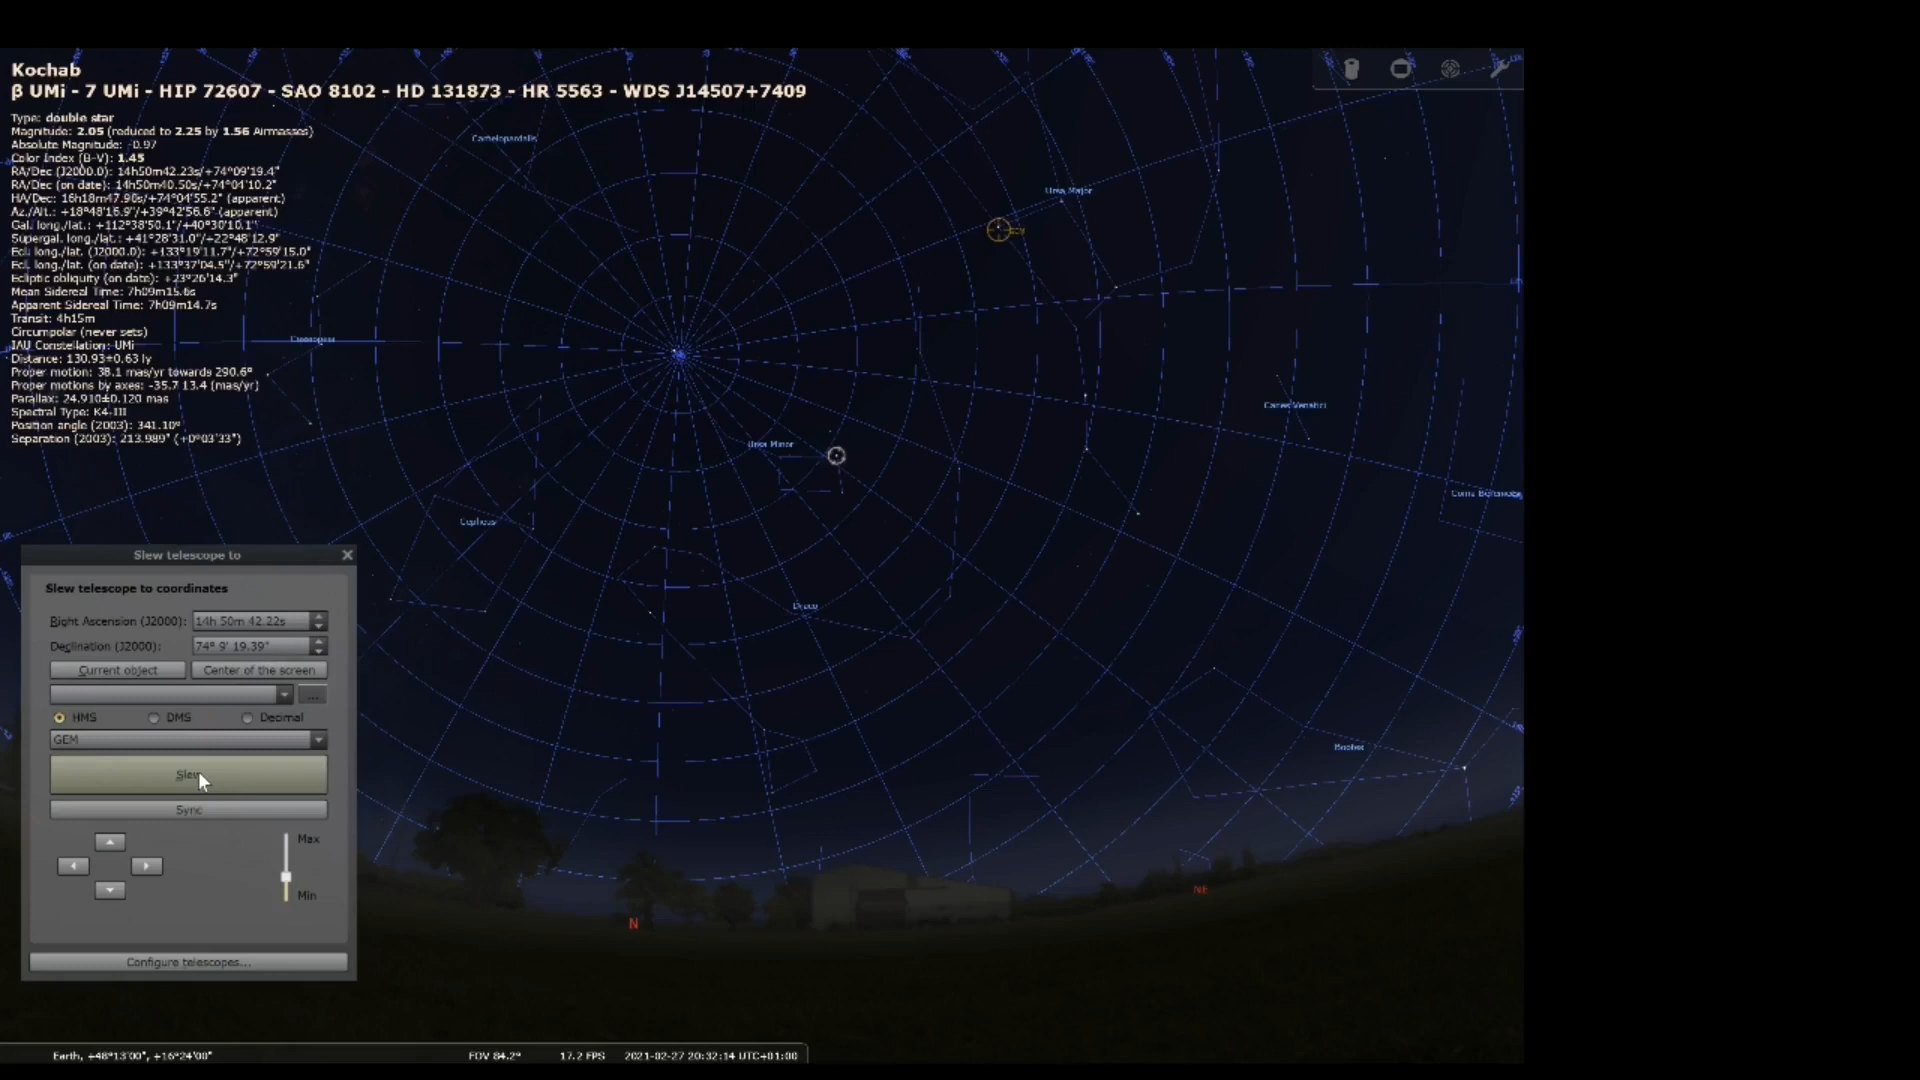 Kochab
β UMi - 7 UMi - HIP 72607 - SAO 8102 - HD 131873 - HR 5563 - WDS J14507+7409
Type: double star
Magnitude: 2.05 (reduced to 2.25 by 1.56 Airmasses)
Absolute Magnitude: -0.97
Color Index (B-V): 1.45
RA/Dec (J2000.0): 14h50m42.23s/+74°09'19.4"
RA/Dec (on date): 14h50m40.50s/+74°04'10.2"
HA/Dec: 16h18m47.90s/+74°04'55.2" (apparent)
Az./Alt.: +18°48'16.9"/+39°42'56.6" (apparent)
Gal. long./lat.: +112°38'50.1"/+40°30'10.1"
Supergal. long./lat.: +41°28'31.0"/+22°48'12.9"
Ecl. long./lat. (J2000.0): +133°19'11.7"/+72°59'15.0"
Ecl. long./lat. (on date): +133°37'04.5"/+72°59'21.6"
Ecliptic obliquity (on date): +23°26'14.3"
Mean Sidereal Time: 7h09m15.6s
Apparent Sidereal Time: 7h09m14.7s
Transit: 4h15m
Circumpolar (never sets)
IAU Constellation: UMi
Distance: 130.93±0.63 ly
Proper motion: 38.1 mas/yr towards 290.6°
Proper motions by axes: -35.7 13.4 (mas/yr)
Parallax: 24.910±0.120 mas
Spectral Type: K4-III
Position angle (2003): 341.10°
Separation (2003): 213.989" (+0°03'33")
Camelopardalis
Ursa Major
Cassiopeia
Canes Venatici
Ursa Minor
Coma Berenices
Cepheus
Draco
Bootes
NE
N
Slew telescope to
Slew telescope to coordinates
Right Ascension (J2000): 14h 50m 42.22s
Declination (J2000): 74° 9' 19.39"
Current object Center of the screen
...
HMS DMS Decimal
GEM
Slew
Sync
Max
Min
Configure telescopes...
Earth, +48°13'00", +16°24'00" FOV 84.2° 17.2 FPS 2021-02-27 20:32:14 UTC+01:00